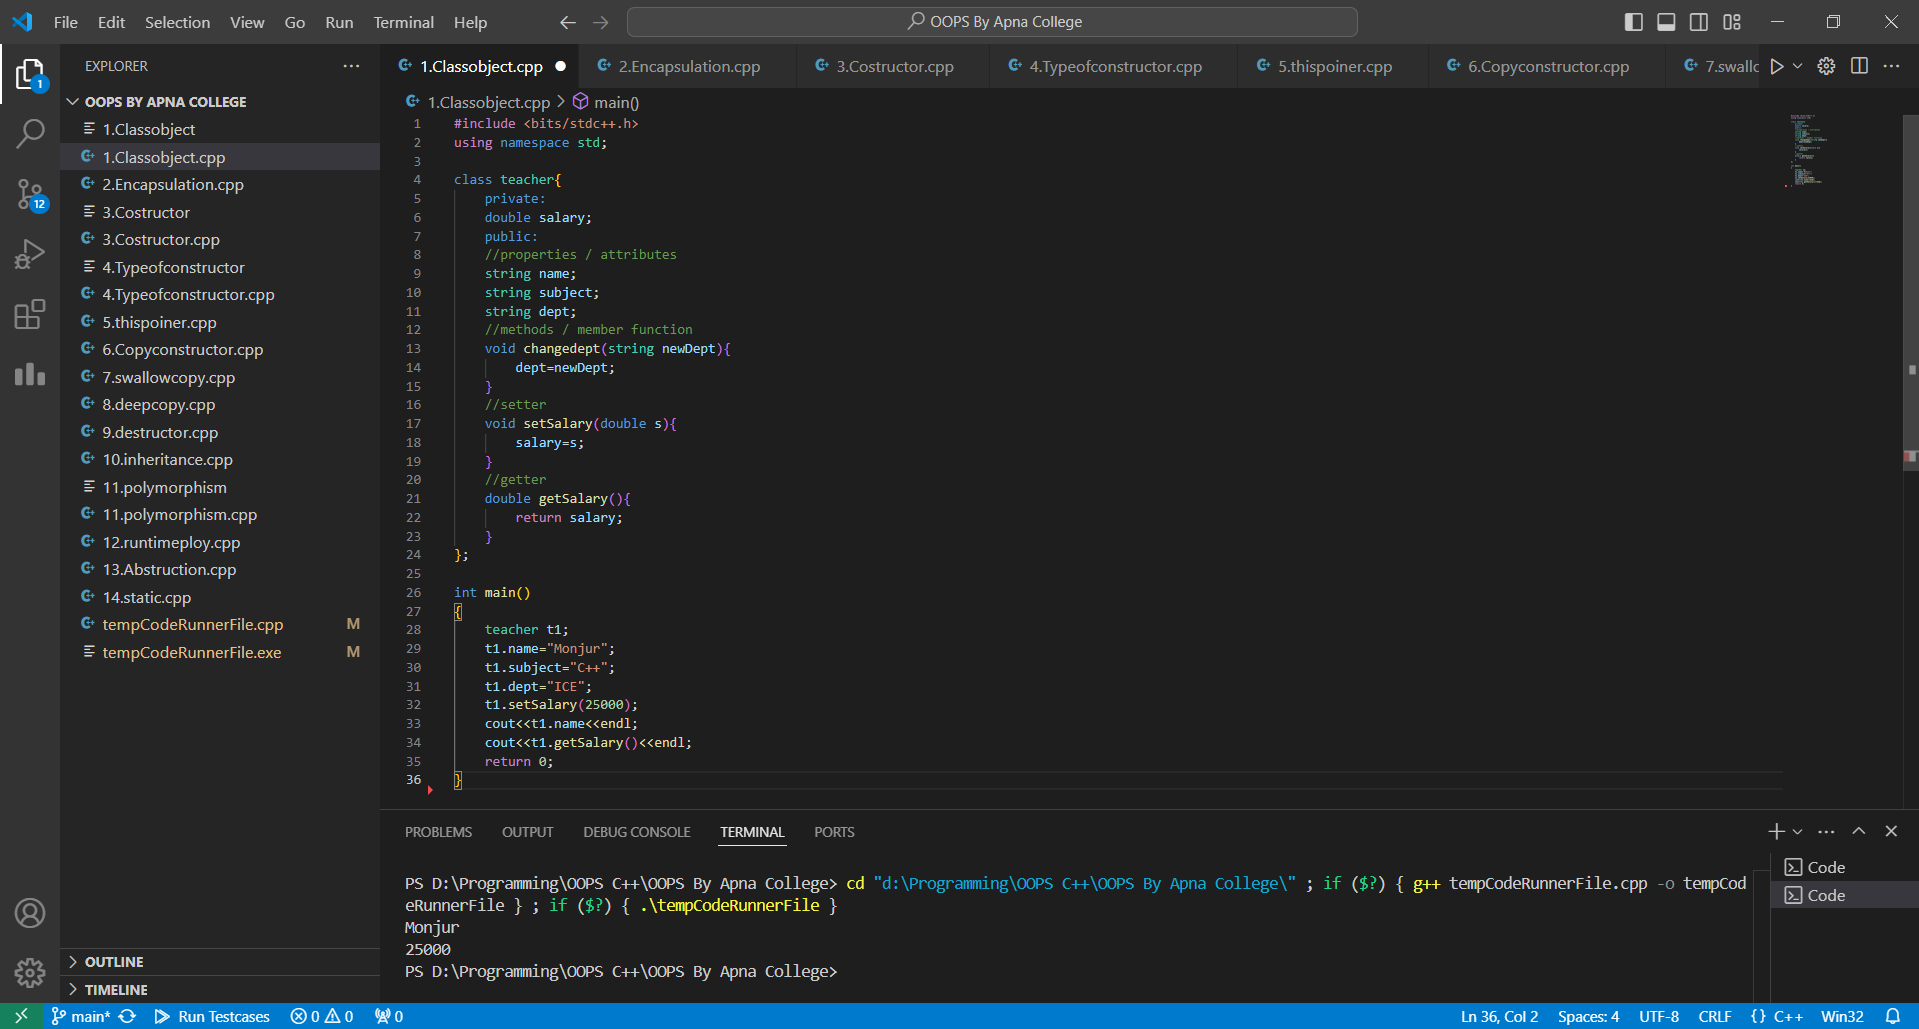 File Edit Selection View Go Run Terminal Help
OOPS By Apna College
EXPLORER
OOPS BY APNA COLLEGE
1.Classobject
1.Classobject.cpp
2.Encapsulation.cpp
3.Costructor
3.Costructor.cpp
4.Typeofconstructor
4.Typeofconstructor.cpp
5.thispoiner.cpp
6.Copyconstructor.cpp
7.swallowcopy.cpp
8.deepcopy.cpp
9.destructor.cpp
10.inheritance.cpp
11.polymorphism
11.polymorphism.cpp
12.runtimeploy.cpp
13.Abstruction.cpp
14.static.cpp
tempCodeRunnerFile.cpp M
tempCodeRunnerFile.exe M
OUTLINE
TIMELINE
1
12
1.Classobject.cpp 2.Encapsulation.cpp 3.Costructor.cpp 4.Typeofconstructor.cpp 5.thispoiner.cpp 6.Copyconstructor.cpp 7.swallc
1.Classobject.cpp > main()
1 #include <bits/stdc++.h>
2 using namespace std;
3
4 class teacher{
5 private:
6 double salary;
7 public:
8 //properties / attributes
9 string name;
10 string subject;
11 string dept;
12 //methods / member function
13 void changedept(string newDept){
14 dept=newDept;
15 }
16 //setter
17 void setSalary(double s){
18 salary=s;
19 }
20 //getter
21 double getSalary(){
22 return salary;
23 }
24 };
25
26 int main()
27 {
28 teacher t1;
29 t1.name="Monjur";
30 t1.subject="C++";
31 t1.dept="ICE";
32 t1.setSalary(25000);
33 cout<<t1.name<<endl;
34 cout<<t1.getSalary()<<endl;
35 return 0;
36 }
PROBLEMS OUTPUT DEBUG CONSOLE TERMINAL PORTS
PS D:\Programming\OOPS C++\OOPS By Apna College> cd "d:\Programming\OOPS C++\OOPS By Apna College\" ; if ($?) { g++ tempCodeRunnerFile.cpp -o tempCod
eRunnerFile } ; if ($?) { .\tempCodeRunnerFile }
Monjur
25000
PS D:\Programming\OOPS C++\OOPS By Apna College>
Code
Code
main* Run Testcases 0 0 0 Ln 36, Col 2 Spaces: 4 UTF-8 CRLF {} C++ Win32